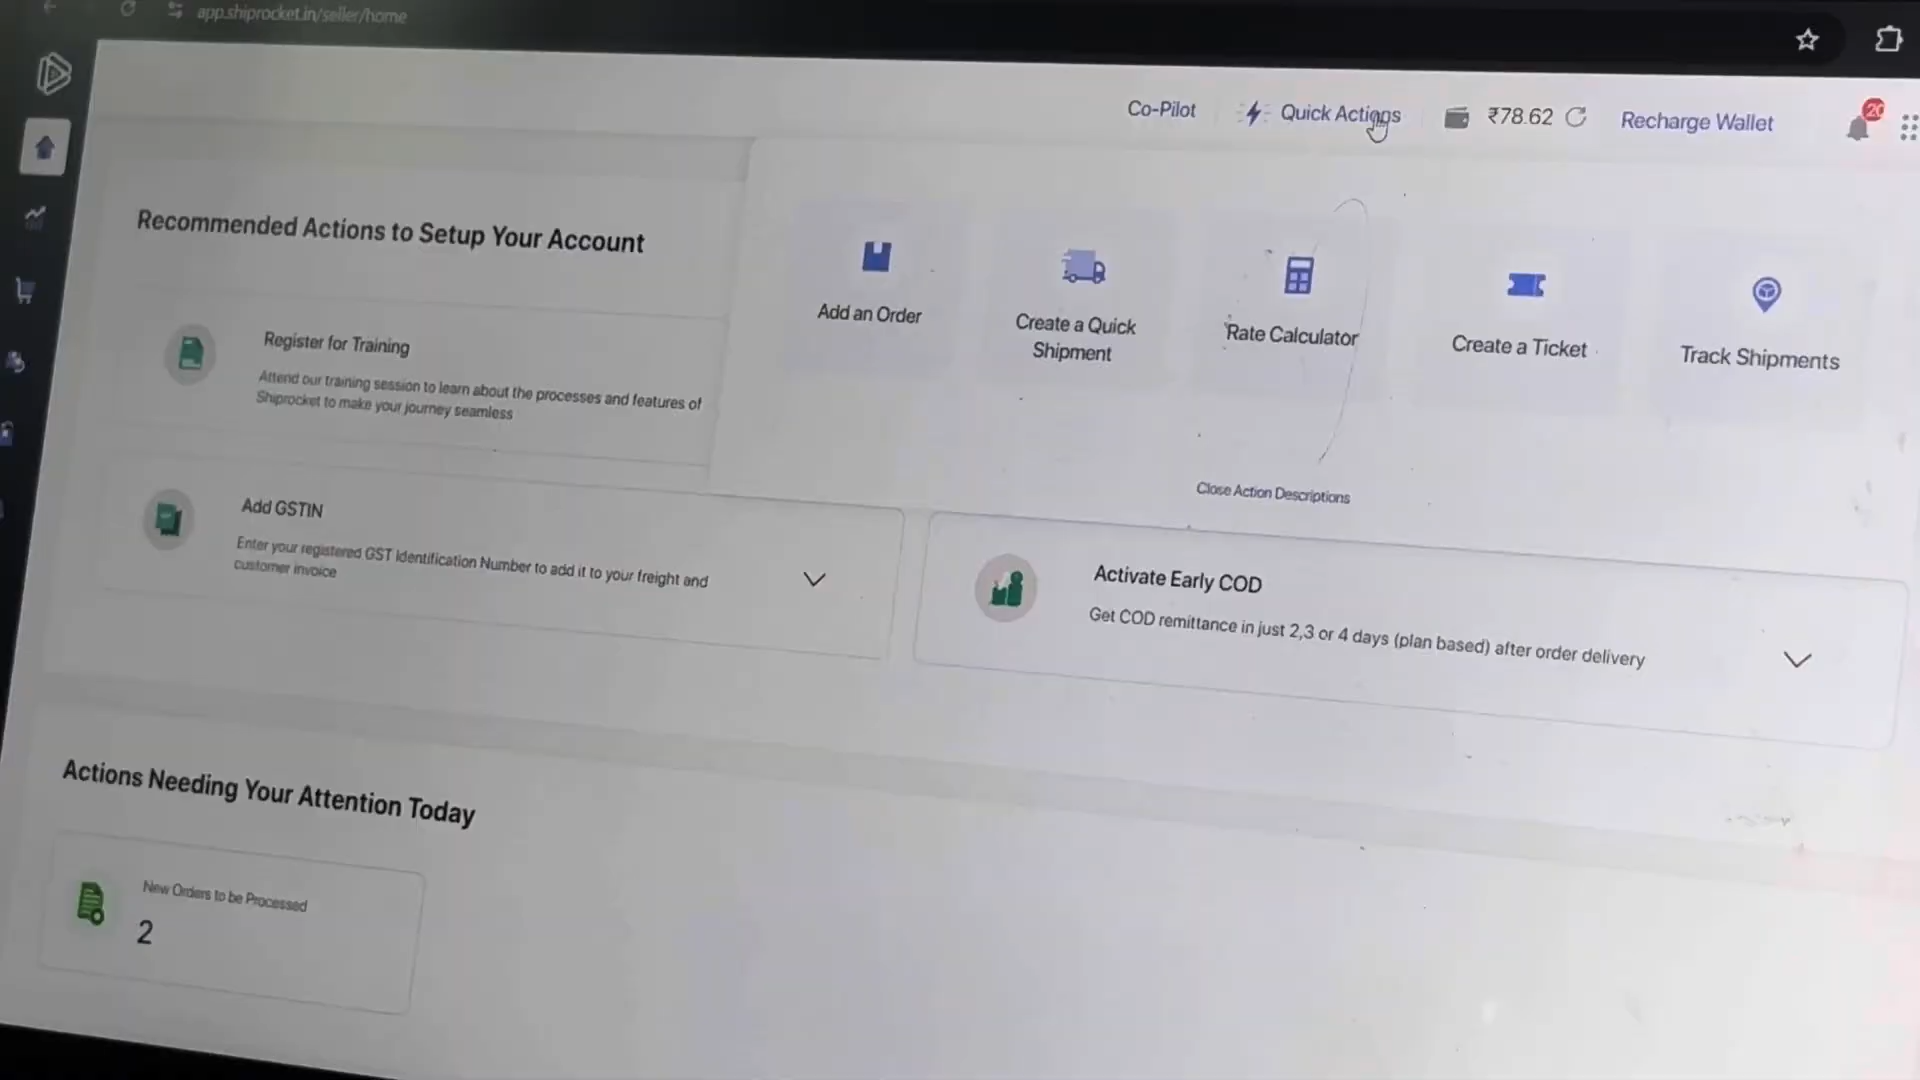 app.shiprocket.in/seller/home
Co-Pilot
Quick Actions
₹78.62
Recharge Wallet
20
Recommended Actions to Setup Your Account
Add an Order
Create a Quick
Shipment
Rate Calculator
Create a Ticket
Track Shipments
Register for Training
Attend our training session to learn about the processes and features of
Shiprocket to make your journey seamless
Close Action Descriptions
Add GSTIN
Enter your registered GST Identification Number to add it to your freight and
customer invoice
Activate Early COD
Get COD remittance in just 2,3 or 4 days (plan based) after order delivery
Actions Needing Your Attention Today
New Orders to be Processed
2